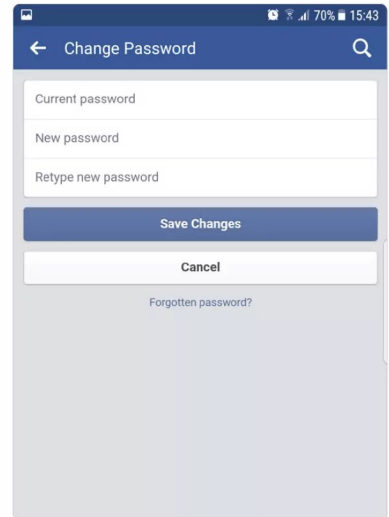 70% 15:43
Change Password
Current password
New password
Retype new password
Save Changes
Cancel
Forgotten password?